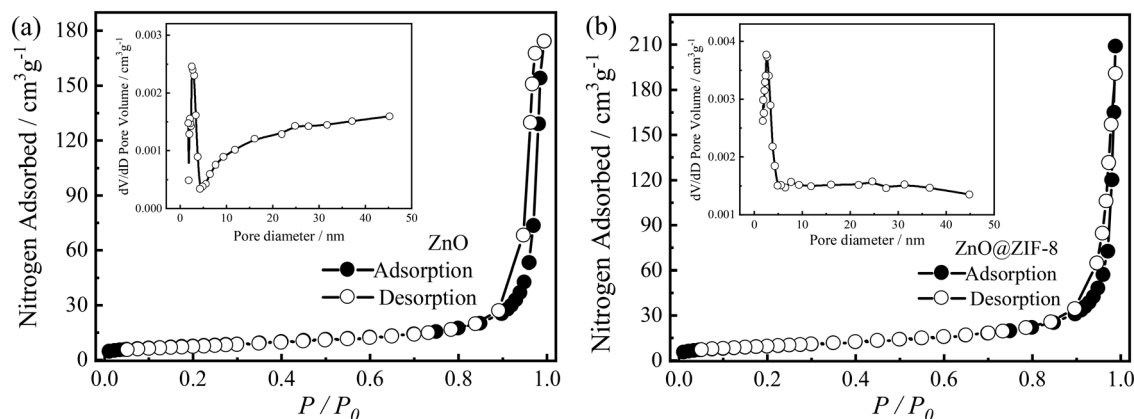 (a)
180
150
120
90
60
30
0
Nitrogen Adsorbed / cm³g⁻¹
0.0 0.2 0.4 0.6 0.8 1.0
P / P₀
0.003
0.002
0.001
0.000
dV/dD Pore Volume / cm³g⁻¹
0 10 20 30 40 50
Pore diameter / nm
ZnO
Adsorption
Desorption
(b)
210
180
150
120
90
60
30
0
Nitrogen Adsorbed / cm³g⁻¹
0.0 0.2 0.4 0.6 0.8 1.0
P / P₀
0.004
0.003
0.002
0.001
dV/dD Pore Volume / cm³g⁻¹
0 10 20 30 40 50
Pore diameter / nm
ZnO@ZIF-8
Adsorption
Desorption